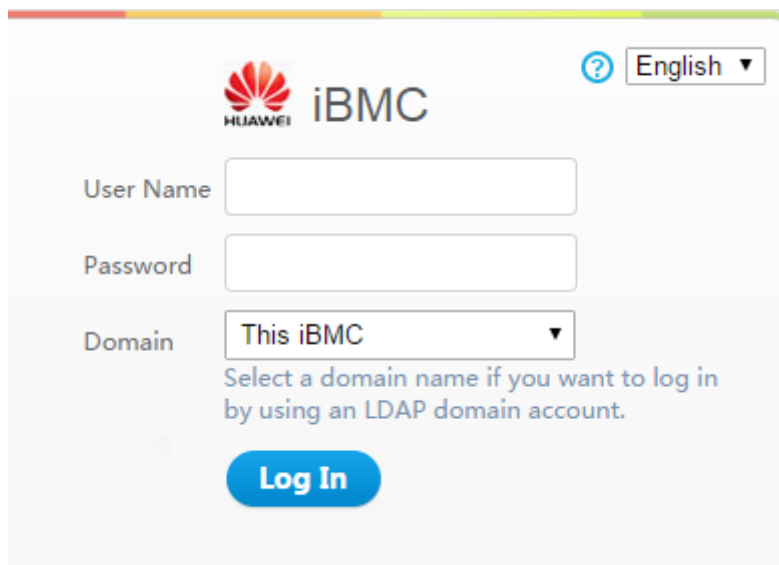 English
HUAWEI
iBMC
User Name
Password
Domain
This iBMC
Select a domain name if you want to log in
by using an LDAP domain account.
Log In